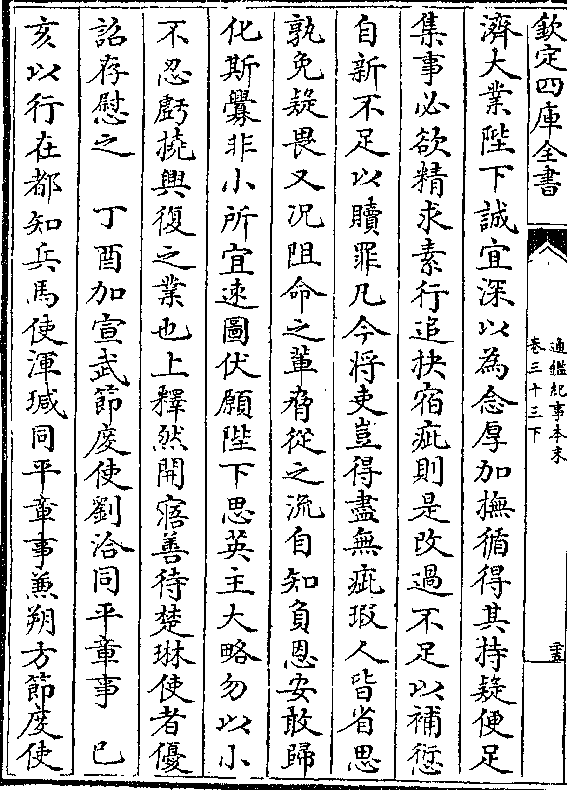 欽定四庫全書
通鑑紀事本末
卷三十三下
濟大業陛下誠宜深以為念厚加撫循得其持疑便足
集事必欲精求素行追抉宿疵則是改過不足以補愆
自新不足以贖罪凡今將吏豈得盡無疵瑕人皆省思
孰免疑畏又況阻命之輩脅從之流自知負恩安敢歸
化斯釁非小所宜速圖伏願陛下思英主大略勿以小
不忍虧撓興復之業也上釋然開寤善待楚琳使者優
詔存慰之　丁酉加宣武節度使劉洽同平章事　已
亥以行在都知兵馬使渾瑊同平章事兼朔方節度使